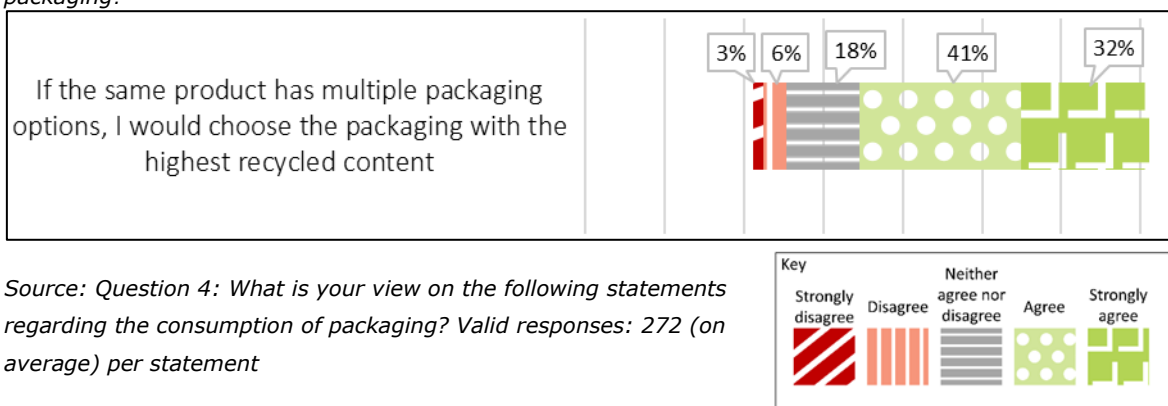 packaging?
3% 6% 18% 41% 32%
If the same product has multiple packaging
options, I would choose the packaging with the
highest recycled content
Source: Question 4: What is your view on the following statements
regarding the consumption of packaging? Valid responses: 272 (on
average) per statement
Key
Strongly
disagree
Disagree
Neither
agree nor
disagree
Agree
Strongly
agree